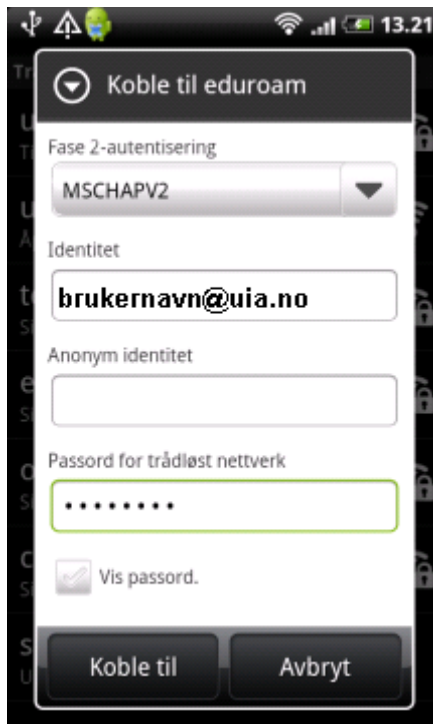 13.21
Koble til eduroam
Fase 2-autentisering
MSCHAPV2
Identitet
brukernavn@uia.no
Anonym identitet
Passord for trådløst nettverk
••••••••
Vis passord.
Koble til
Avbryt